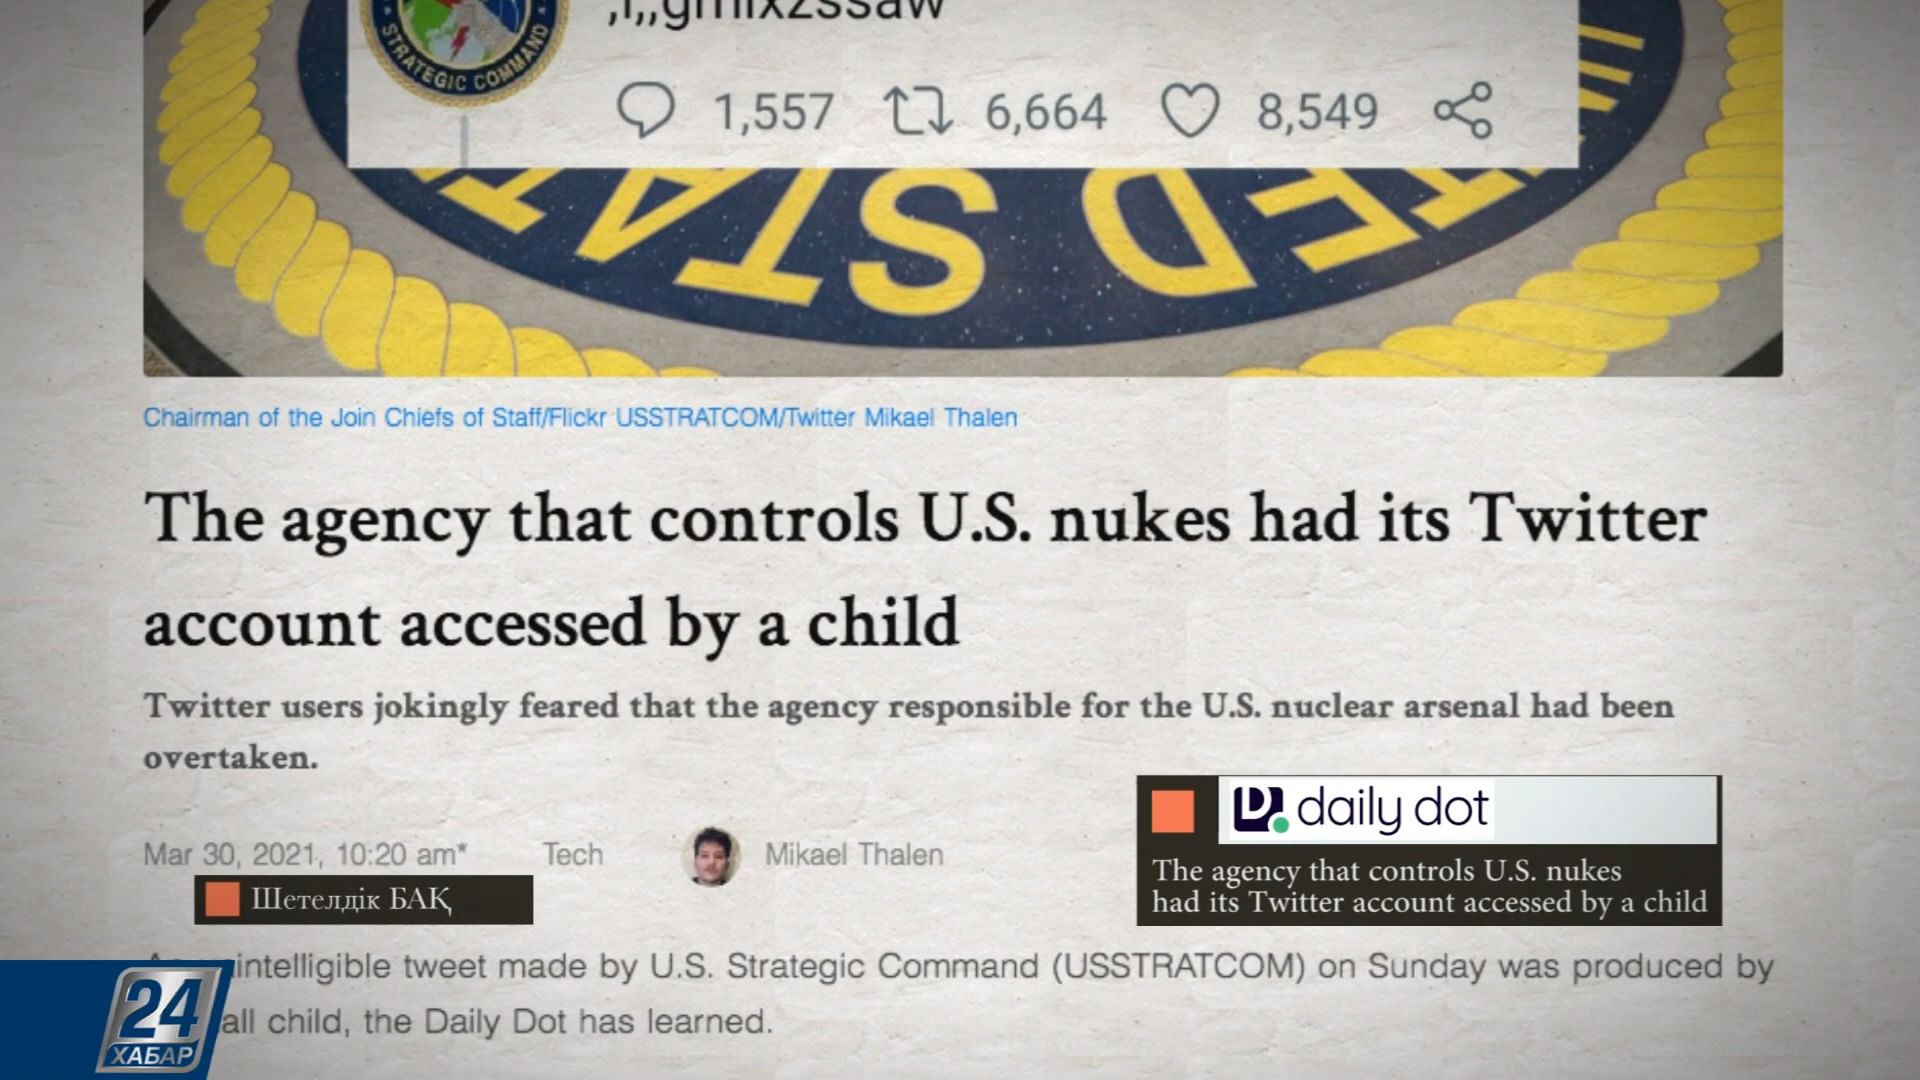 ;l;;gmlxzssaw
STRATEGIC COMMAND
1,557 6,664 8,549
UNITED STAT
Chairman of the Join Chiefs of Staff/Flickr USSTRATCOM/Twitter Mikael Thalen
The agency that controls U.S. nukes had its Twitter
account accessed by a child
Twitter users jokingly feared that the agency responsible for the U.S. nuclear arsenal had been
overtaken.
Mar 30, 2021, 10:20 am* Tech Mikael Thalen
Шетелдік БАҚ
D. daily dot
The agency that controls U.S. nukes
had its Twitter account accessed by a child
intelligible tweet made by U.S. Strategic Command (USSTRATCOM) on Sunday was produced by
all child, the Daily Dot has learned.
24
ХАБАР